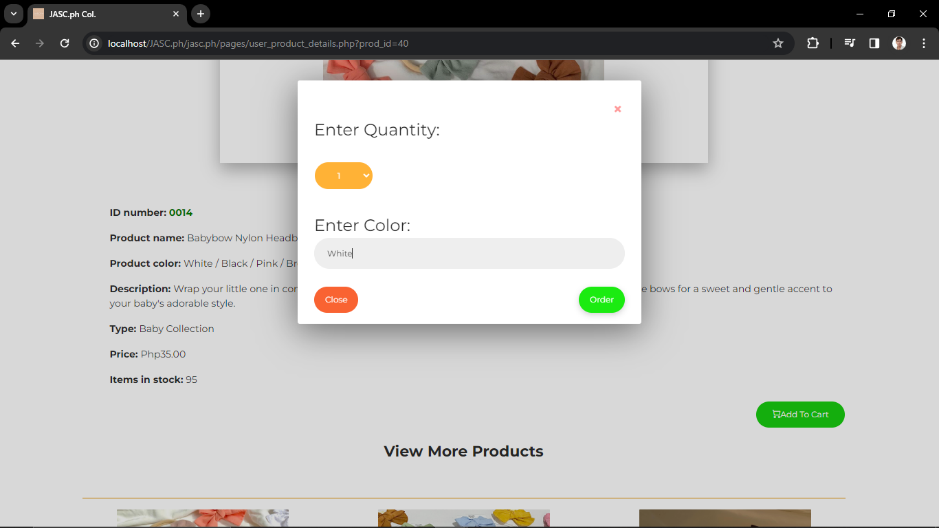 JASC.ph Col.
localhost/JASC.ph/jasc.ph/pages/user_product_details.php?prod_id=40
Enter Quantity:
1
Enter Color:
White
Close
Order
ID number: 0014
Product name: Babybow Nylon Headb
Product color: White / Black / Pink / Br
Description: Wrap your little one in co
e bows for a sweet and gentle accent to
your baby's adorable style.
Type: Baby Collection
Price: Php35.00
Items in stock: 95
Add To Cart
View More Products